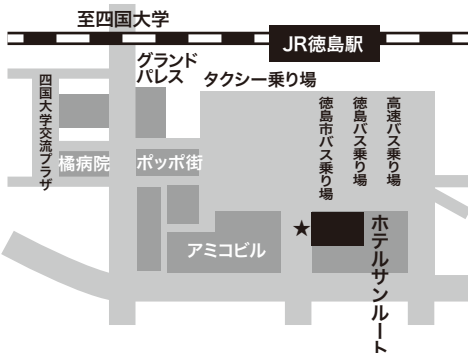 至四国大学
JR徳島駅
グランド
パレス
タクシー乗り場
四国大学交流プラザ
徳島市バス乗り場
徳島バス乗り場
高速バス乗り場
橘病院
ポッポ街
★
ホテルサンルート
アミコビル